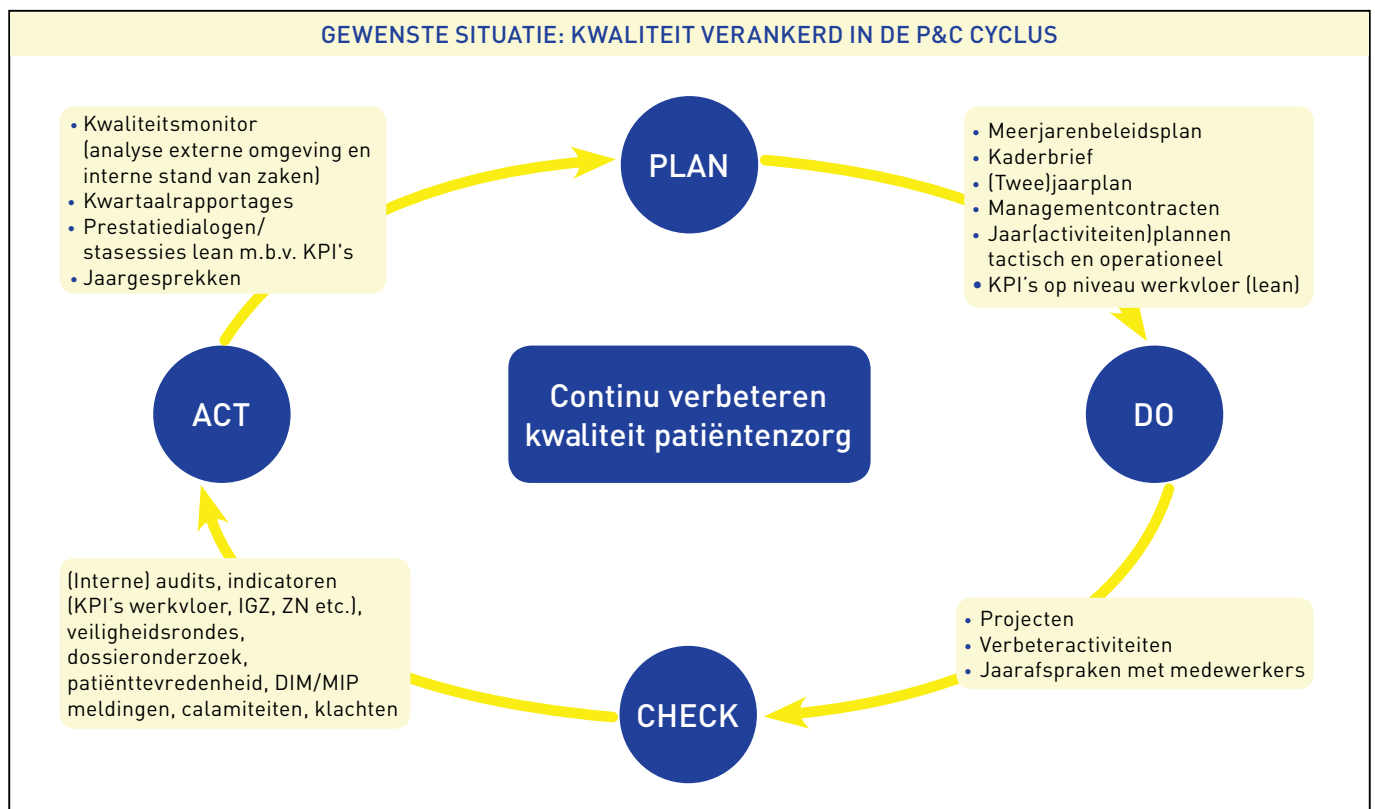 GEWENSTE SITUATIE: KWALITEIT VERANKERD IN DE P&C CYCLUS
• Kwaliteitsmonitor
(analyse externe omgeving en
interne stand van zaken)
• Kwartaalrapportages
• Prestatiedialogen/
stasessies lean m.b.v. KPI's
• Jaargesprekken
PLAN
• Meerjarenbeleidsplan
• Kaderbrief
• (Twee)jaarplan
• Managementcontracten
• Jaar(activiteiten)plannen
tactisch en operationeel
• KPI's op niveau werkvloer (lean)
ACT
Continu verbeteren
kwaliteit patiëntenzorg
DO
(Interne) audits, indicatoren
(KPI's werkvloer, IGZ, ZN etc.),
veiligheidsrondes,
dossieronderzoek,
patiënttevredenheid, DIM/MIP
meldingen, calamiteiten, klachten
CHECK
• Projecten
• Verbeteractiviteiten
• Jaarafspraken met medewerkers